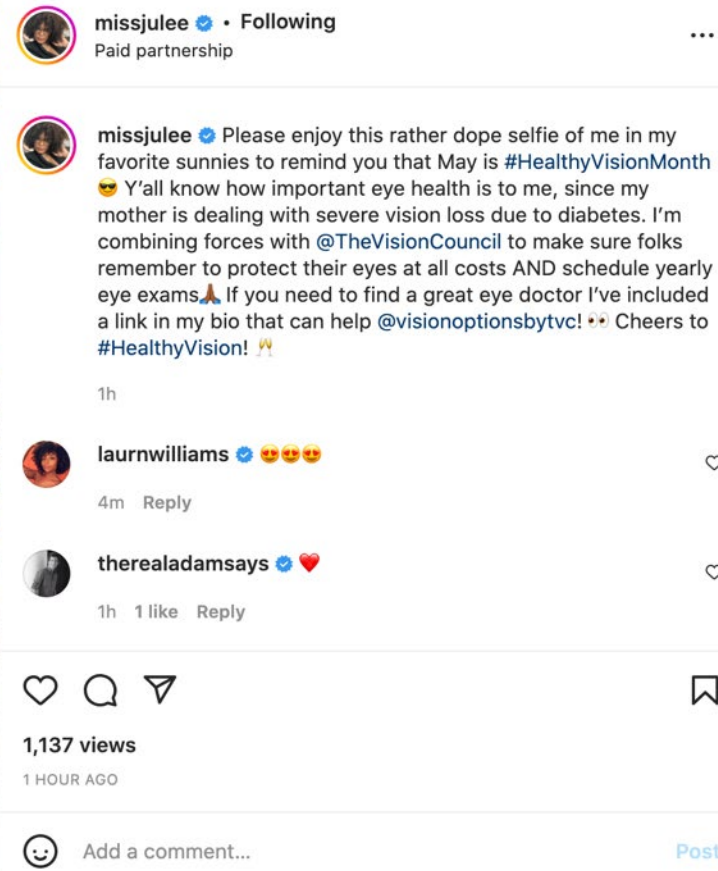 missjulee • Following
Paid partnership
missjulee Please enjoy this rather dope selfie of me in my
favorite sunnies to remind you that May is #HealthyVisionMonth
😎 Y'all know how important eye health is to me, since my
mother is dealing with severe vision loss due to diabetes. I'm
combining forces with @TheVisionCouncil to make sure folks
remember to protect their eyes at all costs AND schedule yearly
eye exams🙏🏾 If you need to find a great eye doctor I've included
a link in my bio that can help @visionoptionsbytvc! 👀 Cheers to
#HealthyVision! 🥂
1h
laurnwilliams 😍😍😍
4m Reply
therealadamsays ❤️
1h 1 like Reply
1,137 views
1 HOUR AGO
Add a comment... Post